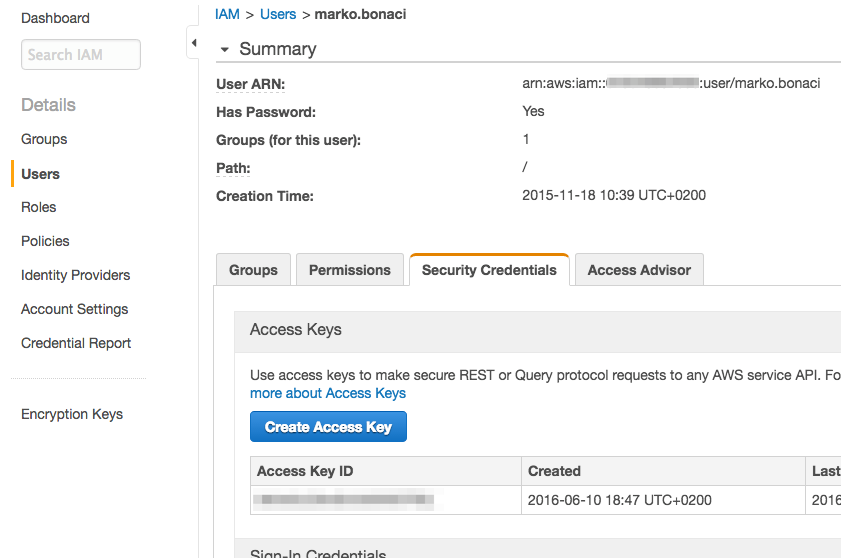 Dashboard
Search IAM
Details
Groups
Users
Roles
Policies
Identity Providers
Account Settings
Credential Report
Encryption Keys
IAM > Users > marko.bonaci
Summary
User ARN: arn:aws:iam:: :user/marko.bonaci
Has Password: Yes
Groups (for this user): 1
Path: /
Creation Time: 2015-11-18 10:39 UTC+0200
Groups Permissions Security Credentials Access Advisor
Access Keys
Use access keys to make secure REST or Query protocol requests to any AWS service API. Fo
more about Access Keys
Create Access Key
Access Key ID Created Last
2016-06-10 18:47 UTC+0200 2016
Sign-In Credentials